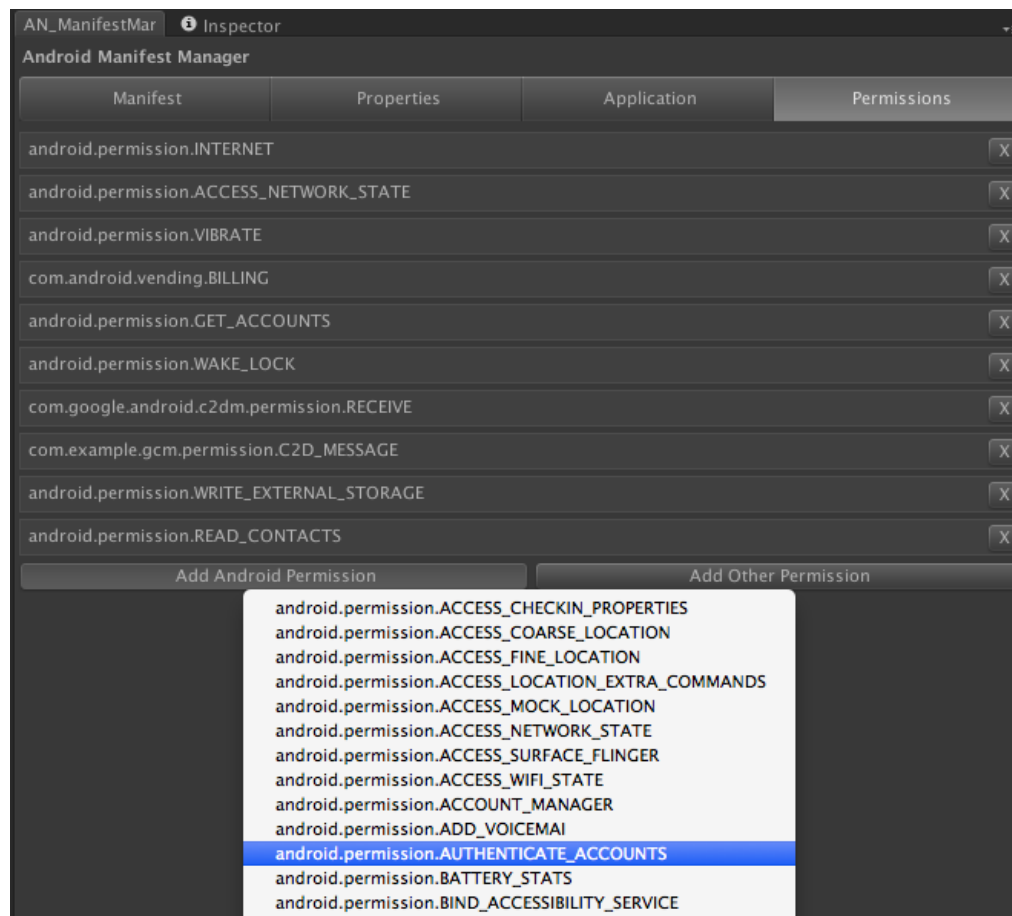 AN_ManifestMar Inspector
Android Manifest Manager
Manifest Properties Application Permissions
android.permission.INTERNET X
android.permission.ACCESS_NETWORK_STATE X
android.permission.VIBRATE X
com.android.vending.BILLING X
android.permission.GET_ACCOUNTS X
android.permission.WAKE_LOCK X
com.google.android.c2dm.permission.RECEIVE X
com.example.gcm.permission.C2D_MESSAGE X
android.permission.WRITE_EXTERNAL_STORAGE X
android.permission.READ_CONTACTS X
Add Android Permission Add Other Permission
android.permission.ACCESS_CHECKIN_PROPERTIES
android.permission.ACCESS_COARSE_LOCATION
android.permission.ACCESS_FINE_LOCATION
android.permission.ACCESS_LOCATION_EXTRA_COMMANDS
android.permission.ACCESS_MOCK_LOCATION
android.permission.ACCESS_NETWORK_STATE
android.permission.ACCESS_SURFACE_FLINGER
android.permission.ACCESS_WIFI_STATE
android.permission.ACCOUNT_MANAGER
android.permission.ADD_VOICEMAI
android.permission.AUTHENTICATE_ACCOUNTS
android.permission.BATTERY_STATS
android.permission.BIND_ACCESSIBILITY_SERVICE